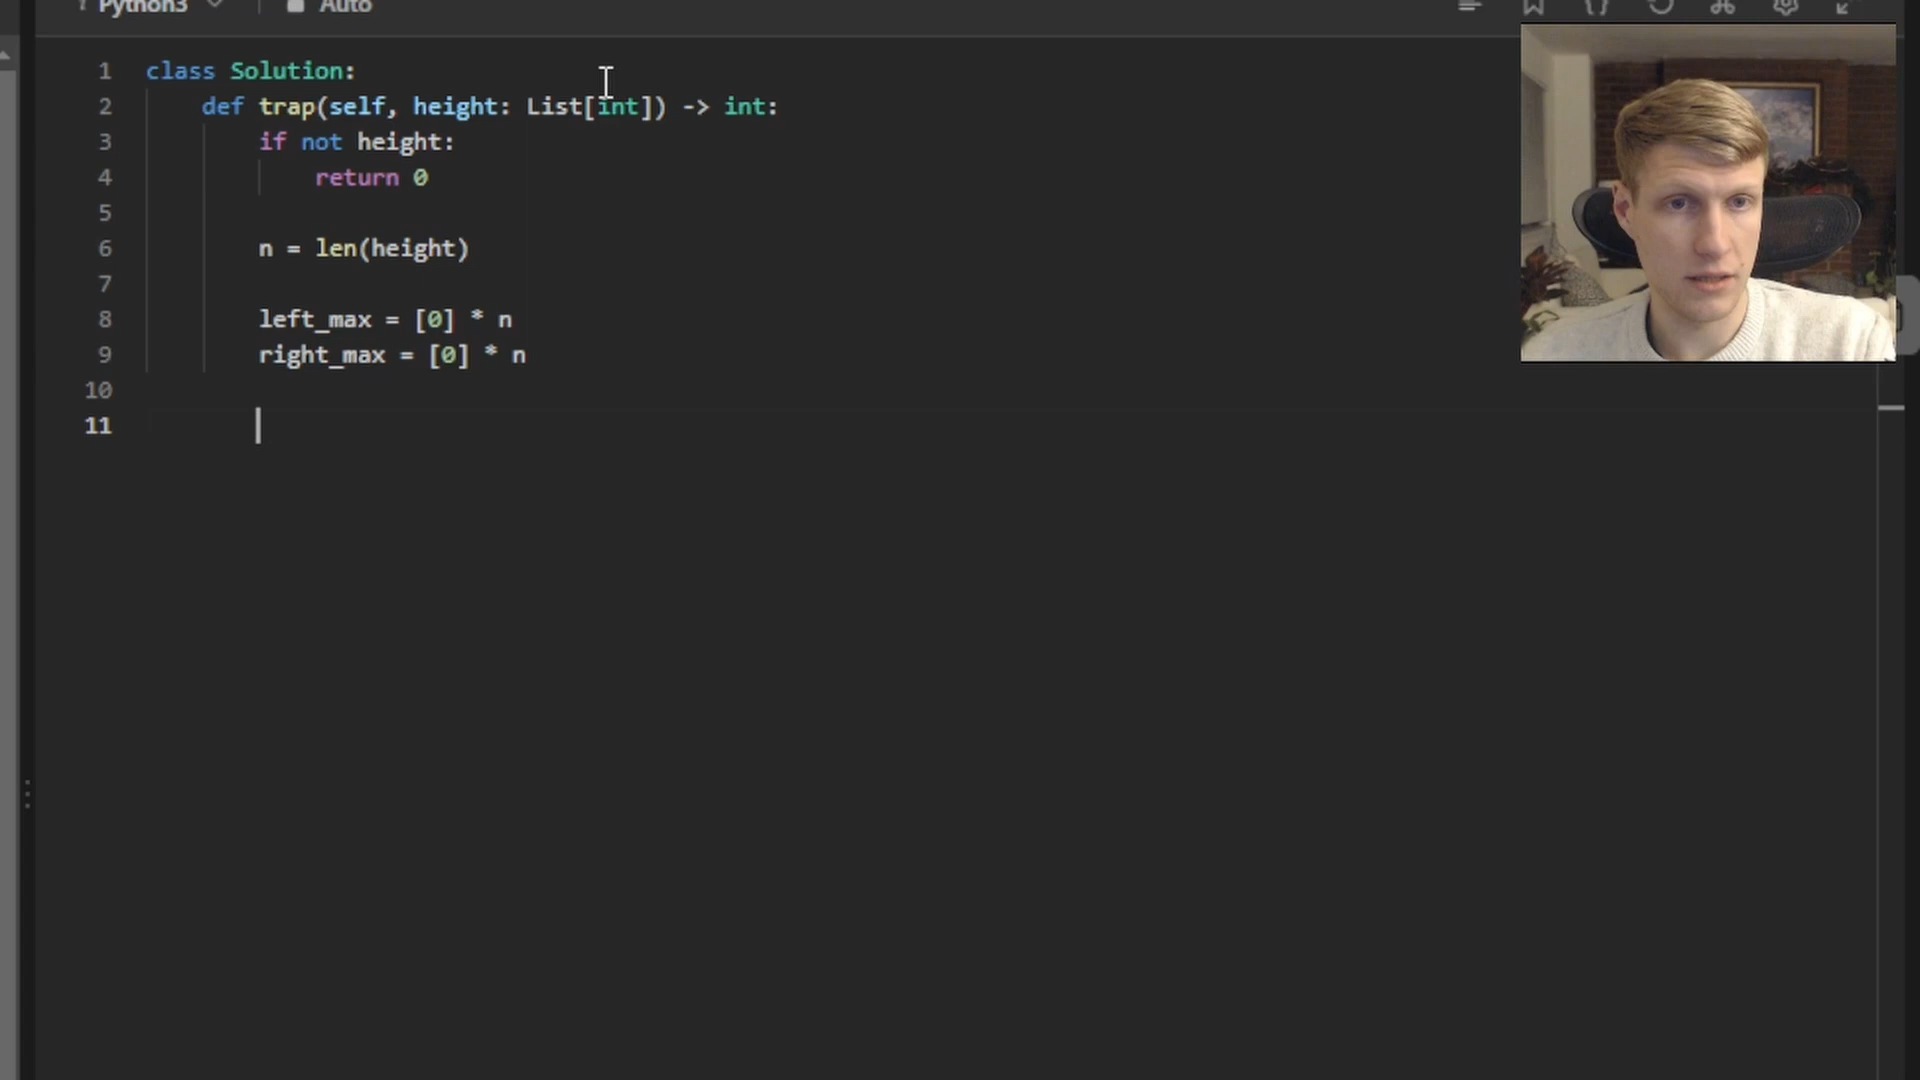 Python3 Auto
1 class Solution:
2 def trap(self, height: List[int]) -> int:
3 if not height:
4 return 0
5
6 n = len(height)
7
8 left_max = [0] * n
9 right_max = [0] * n
10
11